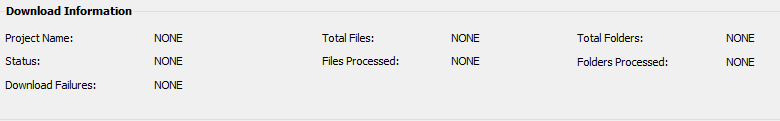 Download Information
Project Name: NONE Total Files: NONE Total Folders: NONE
Status: NONE Files Processed: NONE Folders Processed: NONE
Download Failures: NONE